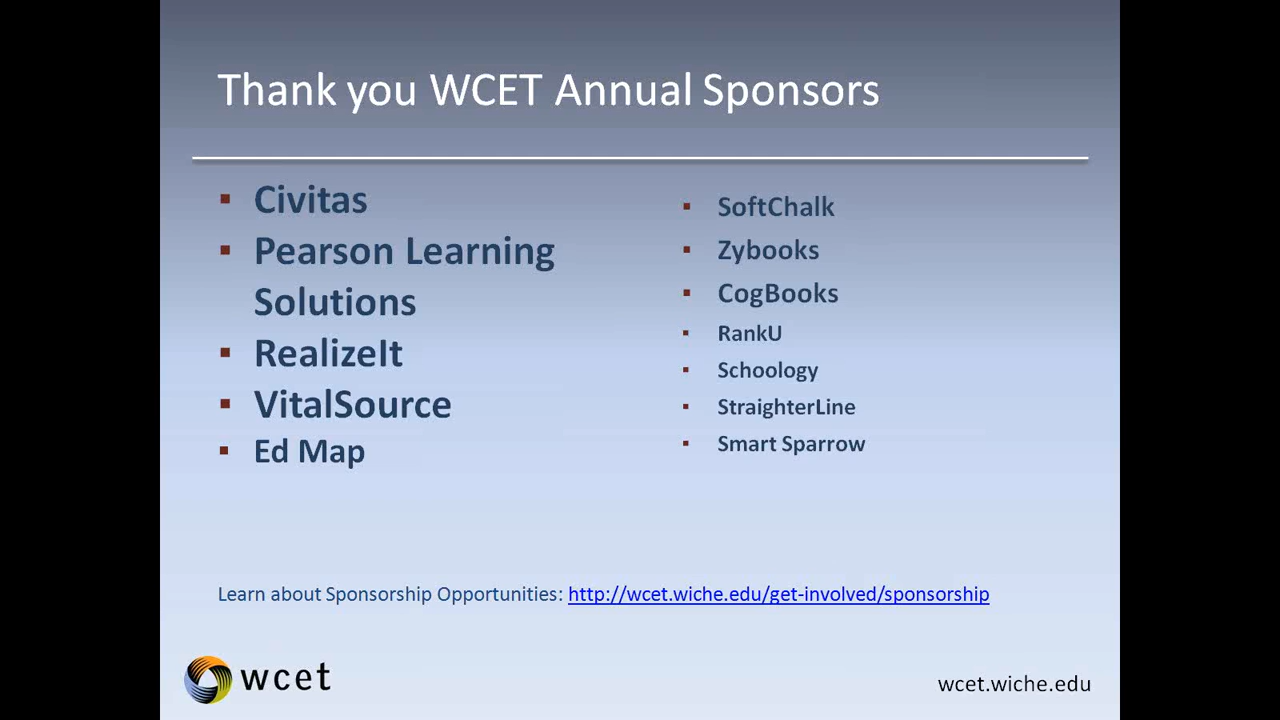 Thank you WCET Annual Sponsors
▪ Civitas
▪ Pearson Learning
Solutions
▪ RealizeIt
▪ VitalSource
▪ Ed Map
▪ SoftChalk
▪ Zybooks
▪ CogBooks
▪ RankU
▪ Schoology
▪ StraighterLine
▪ Smart Sparrow
Learn about Sponsorship Opportunities: http://wcet.wiche.edu/get-involved/sponsorship
wcet
wcet.wiche.edu